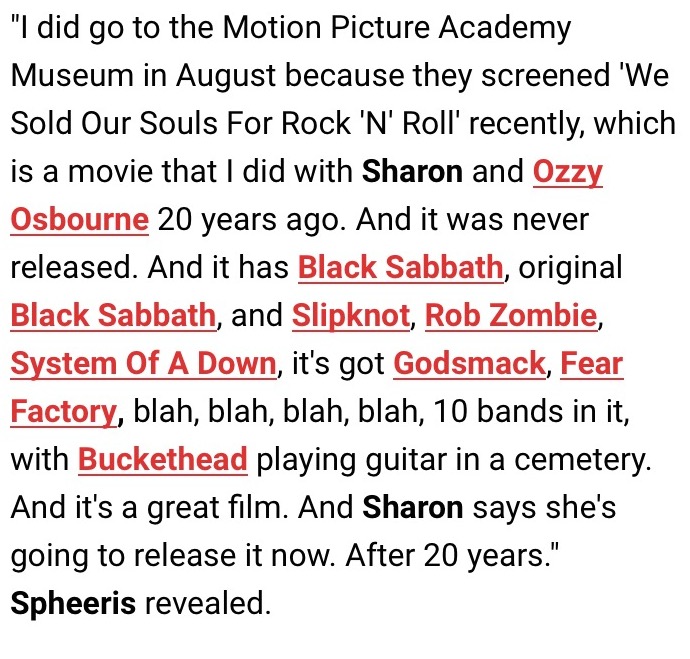 "I did go to the Motion Picture Academy
Museum in August because they screened 'We
Sold Our Souls For Rock 'N' Roll' recently, which
is a movie that I did with Sharon and Ozzy
Osbourne 20 years ago. And it was never
released. And it has Black Sabbath, original
Black Sabbath, and Slipknot, Rob Zombie,
System Of A Down, it's got Godsmack, Fear
Factory, blah, blah, blah, blah, 10 bands in it,
with Buckethead playing guitar in a cemetery.
And it's a great film. And Sharon says she's
going to release it now. After 20 years."
Spheeris revealed.